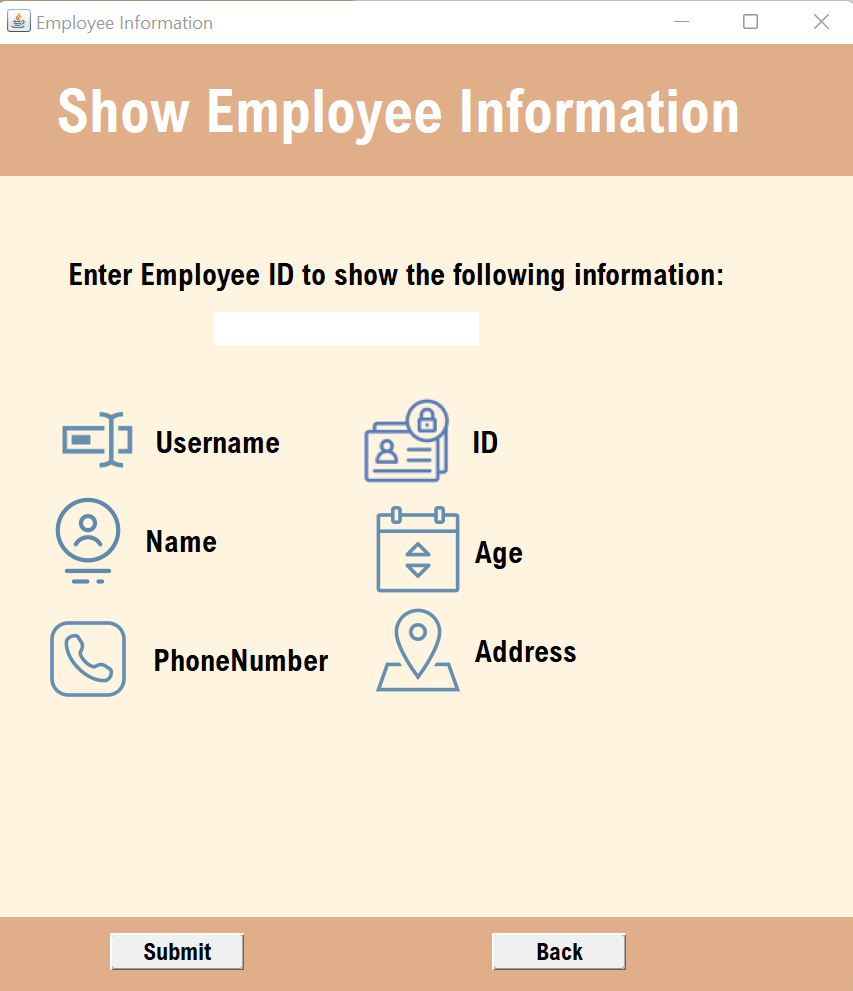 Employee Information
Show Employee Information
Enter Employee ID to show the following information:
Username
ID
Name
Age
PhoneNumber
Address
Submit
Back